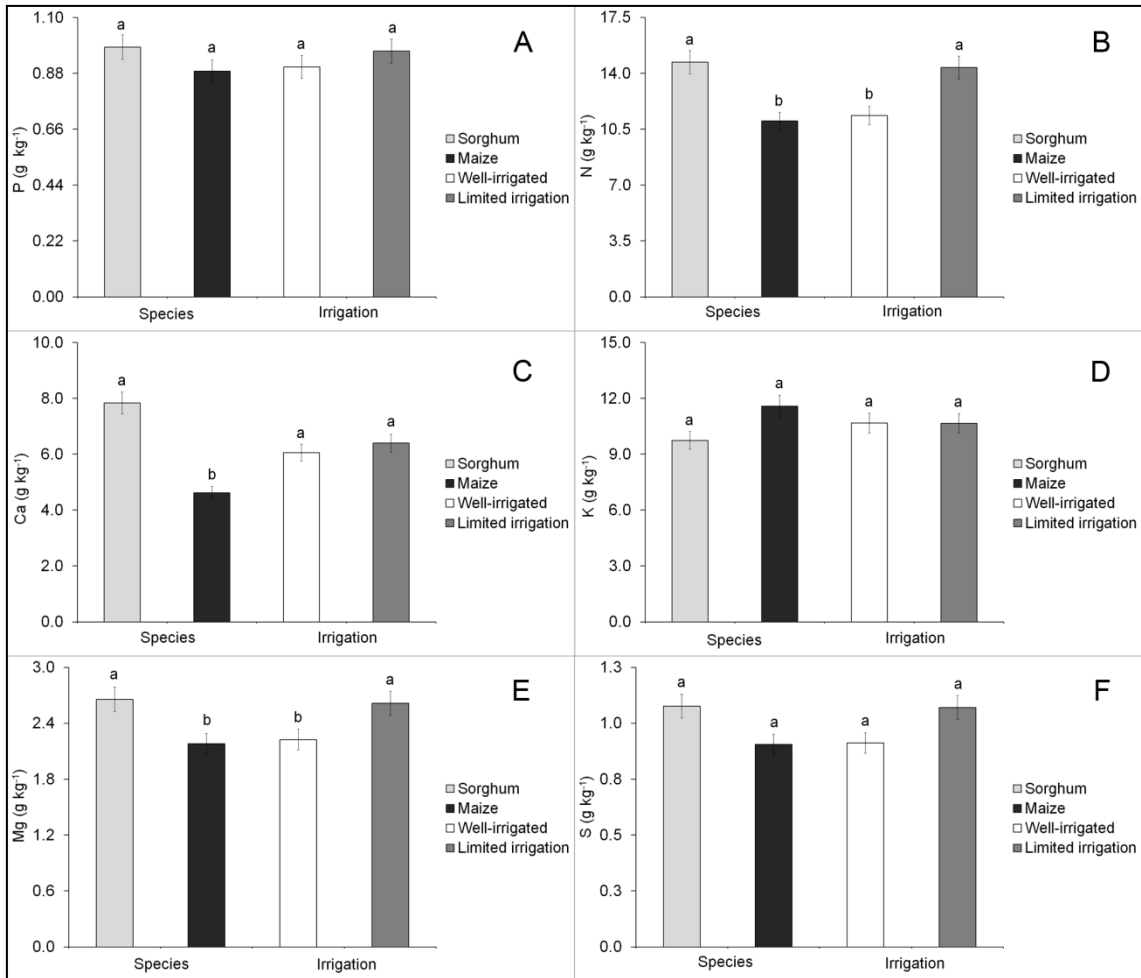 1.10
0.88
0.66
0.44
0.22
0.00
P (g kg⁻¹)
a
a
a
a
A
Sorghum
Maize
Well-irrigated
Limited irrigation
Species
Irrigation
17.5
14.0
10.5
7.0
3.5
0.0
N (g kg⁻¹)
a
b
b
a
B
Sorghum
Maize
Well-irrigated
Limited irrigation
Species
Irrigation
10.0
8.0
6.0
4.0
2.0
0.0
Ca (g kg⁻¹)
a
b
a
a
C
Sorghum
Maize
Well-irrigated
Limited irrigation
Species
Irrigation
15.0
12.0
9.0
6.0
3.0
0.0
K (g kg⁻¹)
a
a
a
a
D
Sorghum
Maize
Well-irrigated
Limited irrigation
Species
Irrigation
3.0
2.4
1.8
1.2
0.6
0.0
Mg (g kg⁻¹)
a
b
b
a
E
Sorghum
Maize
Well-irrigated
Limited irrigation
Species
Irrigation
1.3
1.0
0.8
0.5
0.3
0.0
S (g kg⁻¹)
a
a
a
a
F
Sorghum
Maize
Well-irrigated
Limited irrigation
Species
Irrigation